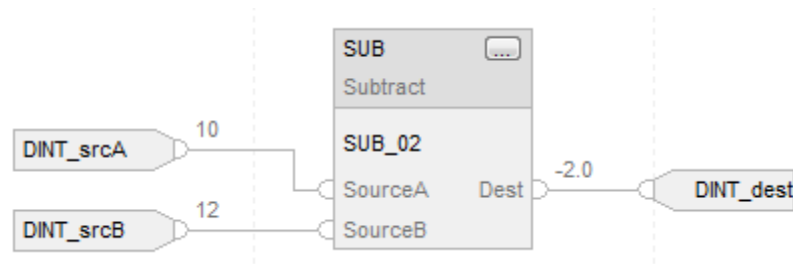 SUB ...
Subtract
SUB_02
DINT_srcA 10 SourceA Dest -2.0 DINT_dest
DINT_srcB 12 SourceB